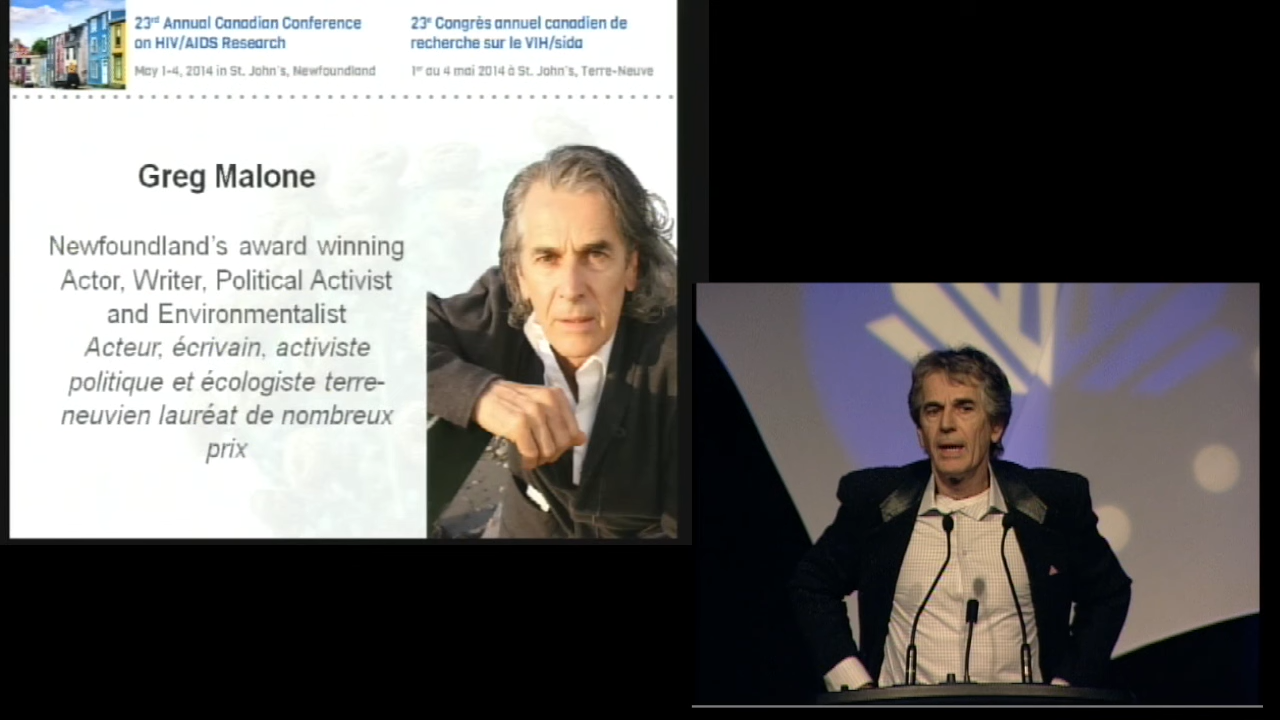 23rd Annual Canadian Conference
on HIV/AIDS Research
May 1-4, 2014 in St. John's, Newfoundland
23e Congrès annuel canadien de
recherche sur le VIH/sida
1er au 4 mai 2014 à St. John's, Terre-Neuve
Greg Malone
Newfoundland's award winning
Actor, Writer, Political Activist
and Environmentalist
Acteur, écrivain, activiste
politique et écologiste terre-
neuvien lauréat de nombreux
prix